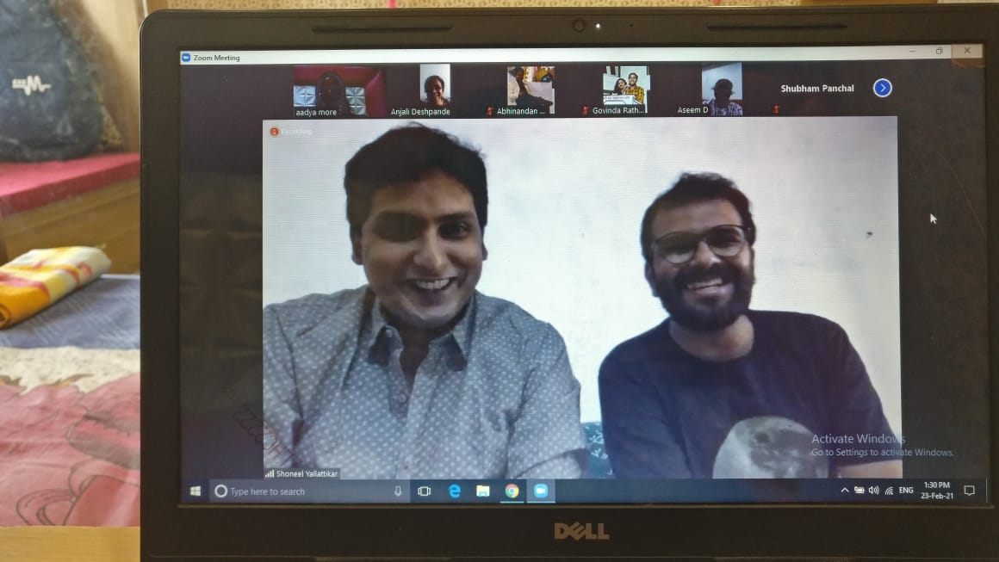 Zoom Meeting
aadya more
Anjali Deshpande
Abhinandan ...
Govinda Rath...
Aseem D
Shubham Panchal
Recording
Activate Windows
Go to Settings to activate Windows.
Shoneel Yallattikar
Type here to search
ENG
1:30 PM
23-Feb-21
DELL